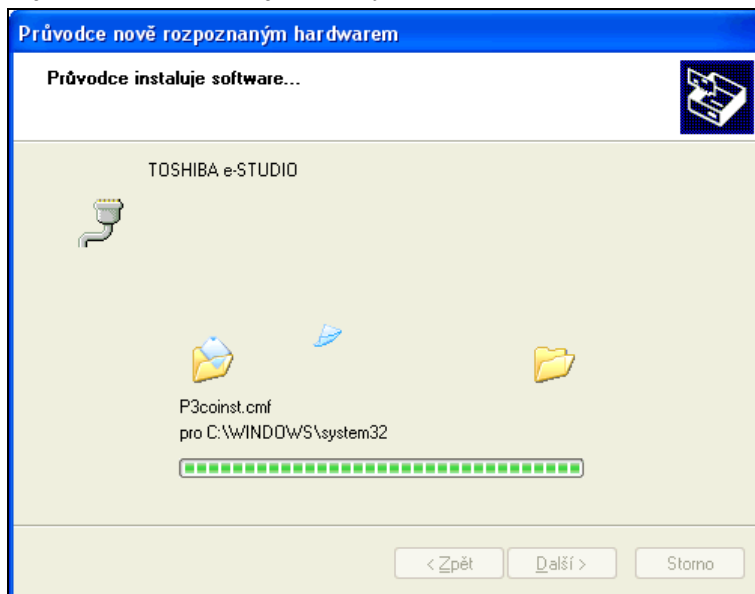 Průvodce nově rozpoznaným hardwarem
Průvodce instaluje software...
TOSHIBA e-STUDIO
P3coinst.cmf
pro C:\WINDOWS\system32
< Zpět
Další >
Storno